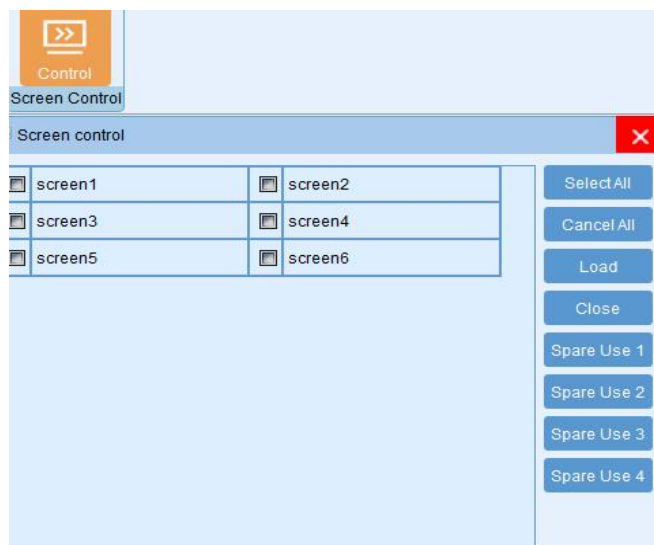 Control
Screen Control
Screen control
screen1
screen2
screen3
screen4
screen5
screen6
Select All
Cancel All
Load
Close
Spare Use 1
Spare Use 2
Spare Use 3
Spare Use 4